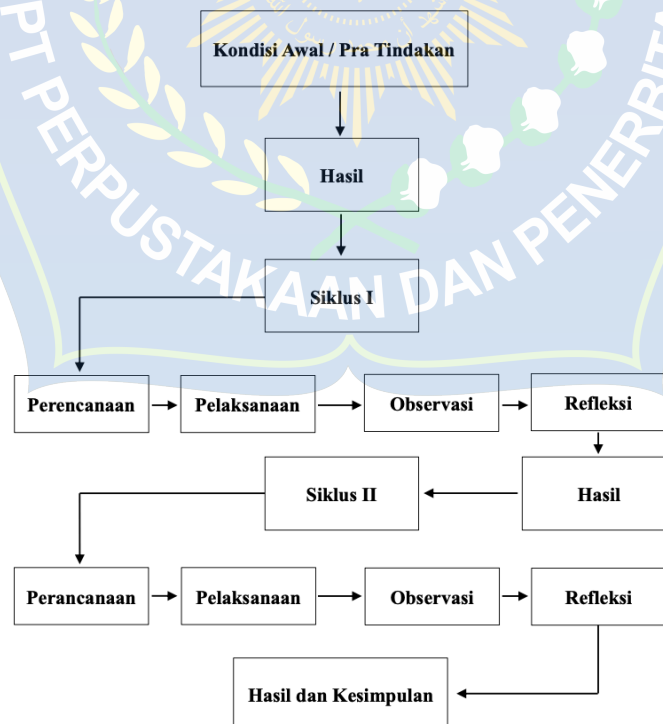 Kondisi Awal / Pra Tindakan
Hasil
Siklus I
Perencanaan
Pelaksanaan
Observasi
Refleksi
Siklus II
Hasil
Perancanaan
Pelaksanaan
Observasi
Refleksi
Hasil dan Kesimpulan
PT PERPUSTAKAAN DAN PENERBIT